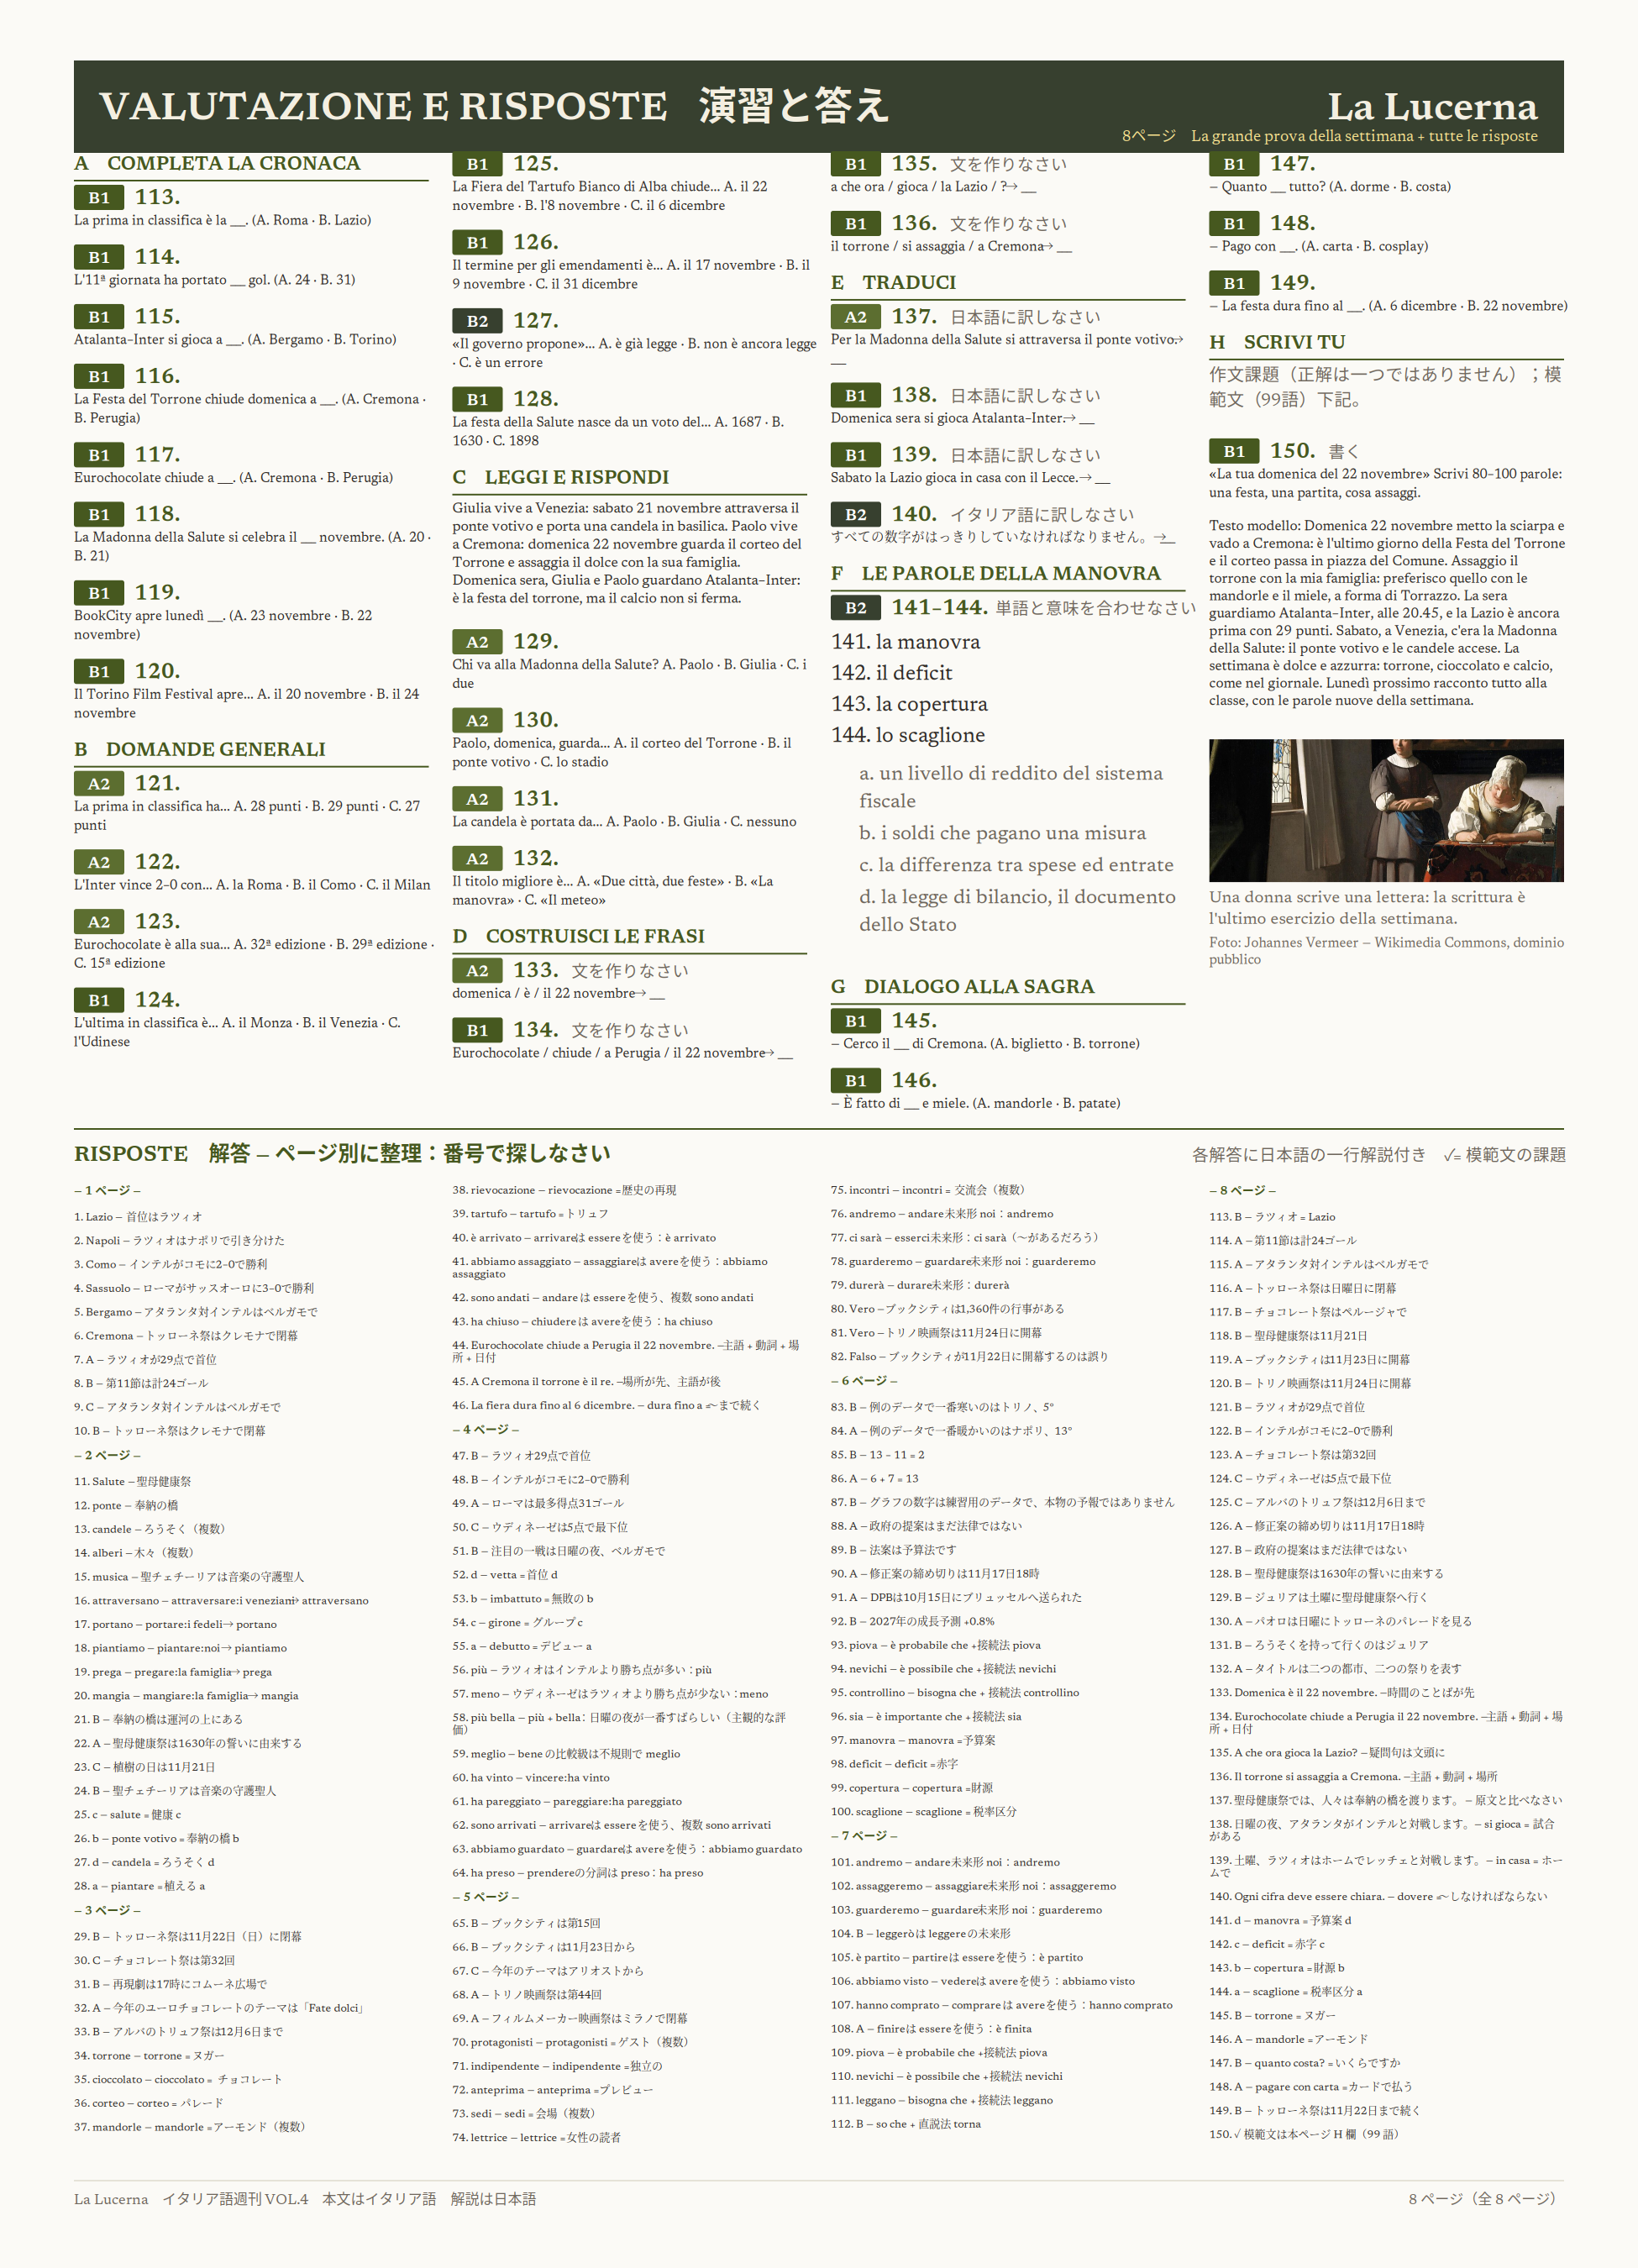 VALUTAZIONE E RISPOSTE 演習と答え
La Lucerna
8ページ La grande prova della settimana + tutte le risposte
A COMPLETA LA CRONACA
B1 113.
La prima in classifica è la __. (A. Roma · B. Lazio)
B1 114.
L'11ª giornata ha portato __ gol. (A. 24 · B. 31)
B1 115.
Atalanta–Inter si gioca a __. (A. Bergamo · B. Torino)
B1 116.
La Festa del Torrone chiude domenica a __. (A. Cremona ·
B. Perugia)
B1 117.
Eurochocolate chiude a __. (A. Cremona · B. Perugia)
B1 118.
La Madonna della Salute si celebra il __ novembre. (A. 20 ·
B. 21)
B1 119.
BookCity apre lunedì __. (A. 23 novembre · B. 22
novembre)
B1 120.
Il Torino Film Festival apre... A. il 20 novembre · B. il 24
novembre
B DOMANDE GENERALI
A2 121.
La prima in classifica ha... A. 28 punti · B. 29 punti · C. 27
punti
A2 122.
L'Inter vince 2–0 con... A. la Roma · B. il Como · C. il Milan
A2 123.
Eurochocolate è alla sua... A. 32ª edizione · B. 29ª edizione ·
C. 15ª edizione
B1 124.
L'ultima in classifica è... A. il Monza · B. il Venezia · C.
l'Udinese
B1 125.
La Fiera del Tartufo Bianco di Alba chiude... A. il 22
novembre · B. l'8 novembre · C. il 6 dicembre
B1 126.
Il termine per gli emendamenti è... A. il 17 novembre · B. il
9 novembre · C. il 31 dicembre
B2 127.
«Il governo propone»... A. è già legge · B. non è ancora legge
· C. è un errore
B1 128.
La festa della Salute nasce da un voto del... A. 1687 · B.
1630 · C. 1898
C LEGGI E RISPONDI
Giulia vive a Venezia: sabato 21 novembre attraversa il
ponte votivo e porta una candela in basilica. Paolo vive
a Cremona: domenica 22 novembre guarda il corteo del
Torrone e assaggia il dolce con la sua famiglia.
Domenica sera, Giulia e Paolo guardano Atalanta–Inter:
è la festa del torrone, ma il calcio non si ferma.
A2 129.
Chi va alla Madonna della Salute? A. Paolo · B. Giulia · C. i
due
A2 130.
Paolo, domenica, guarda... A. il corteo del Torrone · B. il
ponte votivo · C. lo stadio
A2 131.
La candela è portata da... A. Paolo · B. Giulia · C. nessuno
A2 132.
Il titolo migliore è... A. «Due città, due feste» · B. «La
manovra» · C. «Il meteo»
D COSTRUISCI LE FRASI
A2 133. 文を作りなさい
domenica / è / il 22 novembre→ __
B1 134. 文を作りなさい
Eurochocolate / chiude / a Perugia / il 22 novembre→ __
B1 135. 文を作りなさい
a che ora / gioca / la Lazio / ?→ __
B1 136. 文を作りなさい
il torrone / si assaggia / a Cremona→ __
E TRADUCI
A2 137. 日本語に訳しなさい
Per la Madonna della Salute si attraversa il ponte votivo.→
__
B1 138. 日本語に訳しなさい
Domenica sera si gioca Atalanta–Inter.→ __
B1 139. 日本語に訳しなさい
Sabato la Lazio gioca in casa con il Lecce.→ __
B2 140. イタリア語に訳しなさい
すべての数字がはっきりしていなければなりません。→__
F LE PAROLE DELLA MANOVRA
B2 141–144. 単語と意味を合わせなさい
141. la manovra
142. il deficit
143. la copertura
144. lo scaglione
a. un livello di reddito del sistema
fiscale
b. i soldi che pagano una misura
c. la differenza tra spese ed entrate
d. la legge di bilancio, il documento
dello Stato
G DIALOGO ALLA SAGRA
B1 145.
– Cerco il __ di Cremona. (A. biglietto · B. torrone)
B1 146.
– È fatto di __ e miele. (A. mandorle · B. patate)
B1 147.
– Quanto __ tutto? (A. dorme · B. costa)
B1 148.
– Pago con __. (A. carta · B. cosplay)
B1 149.
– La festa dura fino al __. (A. 6 dicembre · B. 22 novembre)
H SCRIVI TU
作文課題（正解は一つではありません）；模
範文（99語）下記。
B1 150. 書く
«La tua domenica del 22 novembre» Scrivi 80–100 parole:
una festa, una partita, cosa assaggi.
Testo modello: Domenica 22 novembre metto la sciarpa e
vado a Cremona: è l'ultimo giorno della Festa del Torrone
e il corteo passa in piazza del Comune. Assaggio il
torrone con la mia famiglia: preferisco quello con le
mandorle e il miele, a forma di Torrazzo. La sera
guardiamo Atalanta–Inter, alle 20.45, e la Lazio è ancora
prima con 29 punti. Sabato, a Venezia, c'era la Madonna
della Salute: il ponte votivo e le candele accese. La
settimana è dolce e azzurra: torrone, cioccolato e calcio,
come nel giornale. Lunedì prossimo racconto tutto alla
classe, con le parole nuove della settimana.
Una donna scrive una lettera: la scrittura è
l'ultimo esercizio della settimana.
Foto: Johannes Vermeer – Wikimedia Commons, dominio
pubblico
RISPOSTE 解答 – ページ別に整理：番号で探しなさい
各解答に日本語の一行解説付き ✓= 模範文の課題
– 1 ページ –
1. Lazio – 首位はラツィオ
2. Napoli – ラツィオはナポリで引き分けた
3. Como – インテルがコモに2–0で勝利
4. Sassuolo – ローマがサッスオーロに3–0で勝利
5. Bergamo – アタランタ対インテルはベルガモで
6. Cremona – トッローネ祭はクレモナで閉幕
7. A – ラツィオが29点で首位
8. B – 第11節は計24ゴール
9. C – アタランタ対インテルはベルガモで
10. B – トッローネ祭はクレモナで閉幕
– 2 ページ –
11. Salute – 聖母健康祭
12. ponte – 奉納の橋
13. candele – ろうそく（複数）
14. alberi – 木々（複数）
15. musica – 聖チェチーリアは音楽の守護聖人
16. attraversano – attraversare:i veneziani→ attraversano
17. portano – portare:i fedeli→ portano
18. piantiamo – piantare:noi→ piantiamo
19. prega – pregare:la famiglia→ prega
20. mangia – mangiare:la famiglia→ mangia
21. B – 奉納の橋は運河の上にある
22. A – 聖母健康祭は1630年の誓いに由来する
23. C – 植樹の日は11月21日
24. B – 聖チェチーリアは音楽の守護聖人
25. c – salute = 健康 c
26. b – ponte votivo = 奉納の橋 b
27. d – candela = ろうそく d
28. a – piantare = 植える a
– 3 ページ –
29. B – トッローネ祭は11月22日（日）に閉幕
30. C – チョコレート祭は第32回
31. B – 再現劇は17時にコムーネ広場で
32. A – 今年のユーロチョコレートのテーマは「Fate dolci」
33. B – アルバのトリュフ祭は12月6日まで
34. torrone – torrone = ヌガー
35. cioccolato – cioccolato = チョコレート
36. corteo – corteo = パレード
37. mandorle – mandorle = アーモンド（複数）
38. rievocazione – rievocazione = 歴史の再現
39. tartufo – tartufo = トリュフ
40. è arrivato – arrivareは essere を使う：è arrivato
41. abbiamo assaggiato – assaggiareは avere を使う：abbiamo
assaggiato
42. sono andati – andare は essere を使う、複数 sono andati
43. ha chiuso – chiudere は avere を使う：ha chiuso
44. Eurochocolate chiude a Perugia il 22 novembre. –主語 + 動詞 + 場
所 + 日付
45. A Cremona il torrone è il re. –場所が先、主語が後
46. La fiera dura fino al 6 dicembre. – dura fino a =〜まで続く
– 4 ページ –
47. B – ラツィオ29点で首位
48. B – インテルがコモに2–0で勝利
49. A – ローマは最多得点31ゴール
50. C – ウディネーゼは5点で最下位
51. B – 注目の一戦は日曜の夜、ベルガモで
52. d – vetta = 首位 d
53. b – imbattuto = 無敗の b
54. c – girone = グループ c
55. a – debutto = デビュー a
56. più – ラツィオはインテルより勝ち点が多い：più
57. meno – ウディネーゼはラツィオより勝ち点が少ない：meno
58. più bella – più + bella：日曜の夜が一番すばらしい（主観的な評
価）
59. meglio – bene の比較級は不規則で meglio
60. ha vinto – vincere:ha vinto
61. ha pareggiato – pareggiare:ha pareggiato
62. sono arrivati – arrivareは essere を使う、複数 sono arrivati
63. abbiamo guardato – guardareは avere を使う：abbiamo guardato
64. ha preso – prendereの分詞は preso：ha preso
– 5 ページ –
65. B – ブックシティは第15回
66. B – ブックシティは11月23日から
67. C – 今年のテーマはアリオストから
68. A – トリノ映画祭は第44回
69. A – フィルムメーカー映画祭はミラノで閉幕
70. protagonisti – protagonisti = ゲスト（複数）
71. indipendente – indipendente = 独立の
72. anteprima – anteprima = プレビュー
73. sedi – sedi = 会場（複数）
74. lettrice – lettrice = 女性の読者
75. incontri – incontri = 交流会（複数）
76. andremo – andare未来形 noi：andremo
77. ci sarà – esserci未来形：ci sarà（〜があるだろう）
78. guarderemo – guardare未来形 noi：guarderemo
79. durerà – durare未来形：durerà
80. Vero – ブックシティは1,360件の行事がある
81. Vero – トリノ映画祭は11月24日に開幕
82. Falso – ブックシティが11月22日に開幕するのは誤り
– 6 ページ –
83. B – 例のデータで一番寒いのはトリノ、5°
84. A – 例のデータで一番暖かいのはナポリ、13°
85. B – 13 – 11 = 2
86. A – 6 + 7 = 13
87. B – グラフの数字は練習用のデータで、本物の予報ではありません
88. A – 政府の提案はまだ法律ではない
89. B – 法案は予算法です
90. A – 修正案の締め切りは11月17日18時
91. A – DPBは10月15日にブリュッセルへ送られた
92. B – 2027年の成長予測 +0.8%
93. piova – è probabile che +接続法 piova
94. nevichi – è possibile che +接続法 nevichi
95. controllino – bisogna che + 接続法 controllino
96. sia – è importante che + 接続法 sia
97. manovra – manovra = 予算案
98. deficit – deficit = 赤字
99. copertura – copertura = 財源
100. scaglione – scaglione = 税率区分
– 7 ページ –
101. andremo – andare未来形 noi：andremo
102. assaggeremo – assaggiare未来形 noi：assaggeremo
103. guarderemo – guardare未来形 noi：guarderemo
104. B – leggeròは leggere の未来形
105. è partito – partireは essere を使う：è partito
106. abbiamo visto – vedereは avere を使う：abbiamo visto
107. hanno comprato – comprare は avere を使う：hanno comprato
108. A – finireは essere を使う：è finita
109. piova – è probabile che +接続法 piova
110. nevichi – è possibile che +接続法 nevichi
111. leggano – bisogna che + 接続法 leggano
112. B – so che + 直説法 torna
– 8 ページ –
113. B – ラツィオ = Lazio
114. A – 第11節は計24ゴール
115. A – アタランタ対インテルはベルガモで
116. A – トッローネ祭は日曜日に閉幕
117. B – チョコレート祭はペルージャで
118. B – 聖母健康祭は11月21日
119. A – ブックシティは11月23日に開幕
120. B – トリノ映画祭は11月24日に開幕
121. B – ラツィオが29点で首位
122. B – インテルがコモに2–0で勝利
123. A – チョコレート祭は第32回
124. C – ウディネーゼは5点で最下位
125. C – アルバのトリュフ祭は12月6日まで
126. A – 修正案の締め切りは11月17日18時
127. B – 政府の提案はまだ法律ではない
128. B – 聖母健康祭は1630年の誓いに由来する
129. B – ジュリアは土曜に聖母健康祭へ行く
130. A – パオロは日曜にトッローネのパレードを見る
131. B – ろうそくを持って行くのはジュリア
132. A – タイトルは二つの都市、二つの祭りを表す
133. Domenica è il 22 novembre. –時間のことばが先
134. Eurochocolate chiude a Perugia il 22 novembre. –主語 + 動詞 + 場
所 + 日付
135. A che ora gioca la Lazio? –疑問句は文頭に
136. Il torrone si assaggia a Cremona. –主語 + 動詞 + 場所
137. 聖母健康祭では、人々は奉納の橋を渡ります。 – 原文と比べなさい
138. 日曜の夜、アタランタがインテルと対戦します。– si gioca = 試合
がある
139. 土曜、ラツィオはホームでレッチェと対戦します。– in casa = ホー
ムで
140. Ogni cifra deve essere chiara. – dovere =〜しなければならない
141. d – manovra = 予算案 d
142. c – deficit = 赤字 c
143. b – copertura = 財源 b
144. a – scaglione = 税率区分 a
145. B – torrone = ヌガー
146. A – mandorle = アーモンド
147. B – quanto costa? = いくらですか
148. A – pagare con carta =カードで払う
149. B – トッローネ祭は11月22日まで続く
150. ✓ 模範文は本ページ H 欄（99 語）
La Lucerna イタリア語週刊 VOL.4 本文はイタリア語 解説は日本語
8 ページ（全 8 ページ）